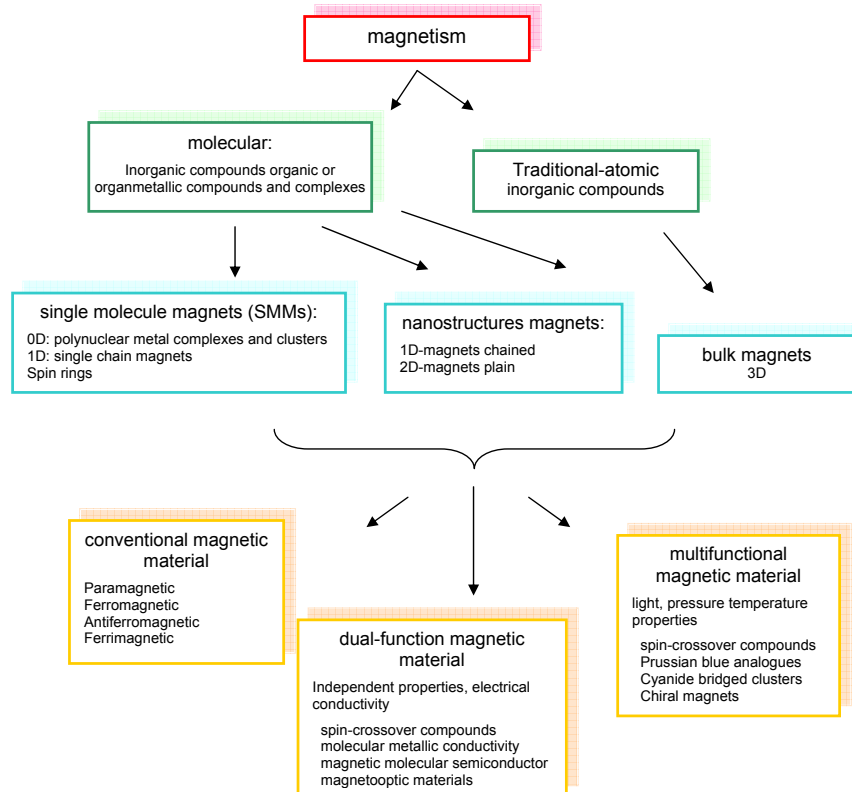 magnetism
molecular:
Inorganic compounds organic or
organmetallic compounds and complexes
Traditional-atomic
inorganic compounds
single molecule magnets (SMMs):
0D: polynuclear metal complexes and clusters
1D: single chain magnets
Spin rings
nanostructures magnets:
1D-magnets chained
2D-magnets plain
bulk magnets
3D
conventional magnetic
material
Paramagnetic
Ferromagnetic
Antiferromagnetic
Ferrimagnetic
dual-function magnetic
material
Independent properties, electrical
conductivity
spin-crossover compounds
molecular metallic conductivity
magnetic molecular semiconductor
magnetooptic materials
multifunctional
magnetic material
light, pressure temperature
properties
spin-crossover compounds
Prussian blue analogues
Cyanide bridged clusters
Chiral magnets